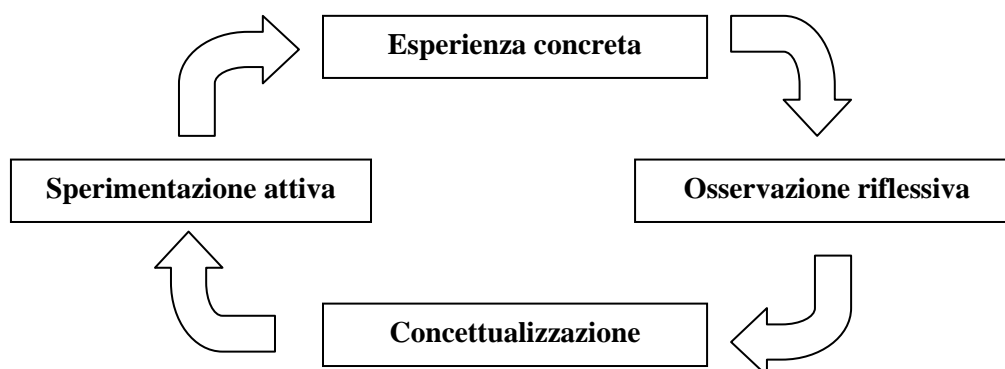 Esperienza concreta
Sperimentazione attiva
Osservazione riflessiva
Concettualizzazione